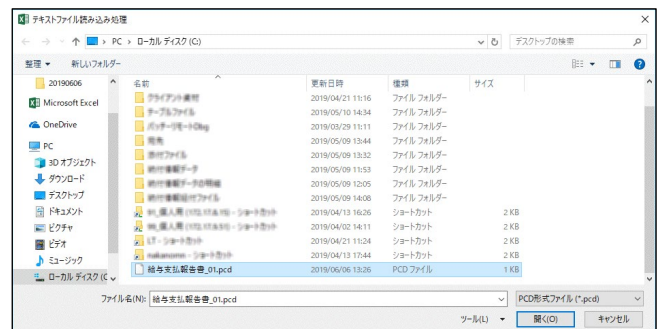 テキストファイル読み込み処理
PC › ローカル ディスク (C:)
デスクトップの検索
整理 新しいフォルダー
名前 更新日時 種類 サイズ
20190606
Microsoft Excel
OneDrive
PC
3D オブジェクト
ダウンロード
デスクトップ
ドキュメント
ピクチャ
ビデオ
ミュージック
ローカル ディスク (C
2019/04/21 11:16 ファイル フォルダー
2019/05/10 14:34 ファイル フォルダー
2019/03/29 11:11 ファイル フォルダー
2019/05/09 13:44 ファイル フォルダー
2019/05/09 13:32 ファイル フォルダー
2019/05/09 11:53 ファイル フォルダー
2019/05/09 12:05 ファイル フォルダー
2019/05/09 14:08 ファイル フォルダー
2019/04/13 16:26 ショートカット 2 KB
2019/04/02 14:11 ショートカット 2 KB
2019/04/21 11:24 ショートカット 2 KB
2019/04/13 17:44 ショートカット 2 KB
給与支払報告書_01.pcd 2019/06/06 13:26 PCD ファイル 1 KB
ファイル名(N): 給与支払報告書_01.pcd PCD形式ファイル (*.pcd)
ツール(L) 開く(O) キャンセル